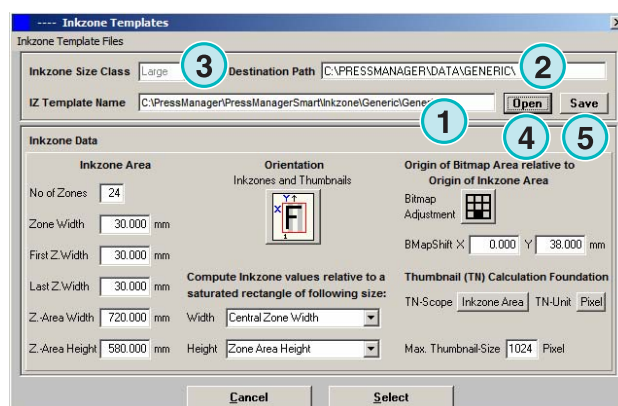 ---- Inkzone Templates
Inkzone Template Files
Inkzone Size Class Large 3 Destination Path C:\PRESSMANAGER\DATA\GENERIC\ 2
IZ Template Name C:\PressManager\PressManagerSmart\Inkzone\Generic\Gene 1 Open Save
4 5
Inkzone Data
Inkzone Area Orientation Origin of Bitmap Area relative to
Inkzones and Thumbnails Origin of Inkzone Area
No of Zones 24 X Y F 1 Bitmap
Adjustment
Zone Width 30.000 mm
BMapShift X 0.000 Y 38.000 mm
First Z.Width 30.000 mm
Compute Inkzone values relative to a Thumbnail (TN) Calculation Foundation
Last Z.Width 30.000 mm saturated rectangle of following size:
TN-Scope Inkzone Area TN-Unit Pixel
Z.-Area Width 720.000 mm Width Central Zone Width
Z.-Area Height 580.000 mm Height Zone Area Height Max. Thumbnail-Size 1024 Pixel
Cancel Select